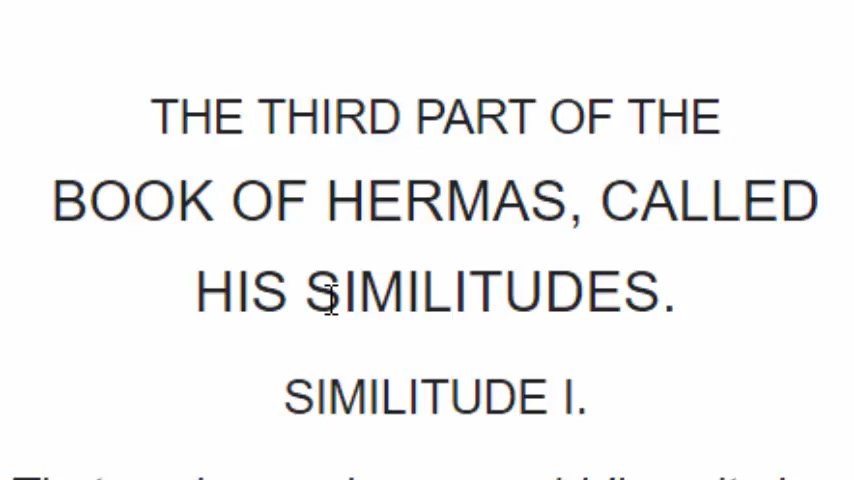 THE THIRD PART OF THE
BOOK OF HERMAS, CALLED
HIS SIMILITUDES.
SIMILITUDE I.